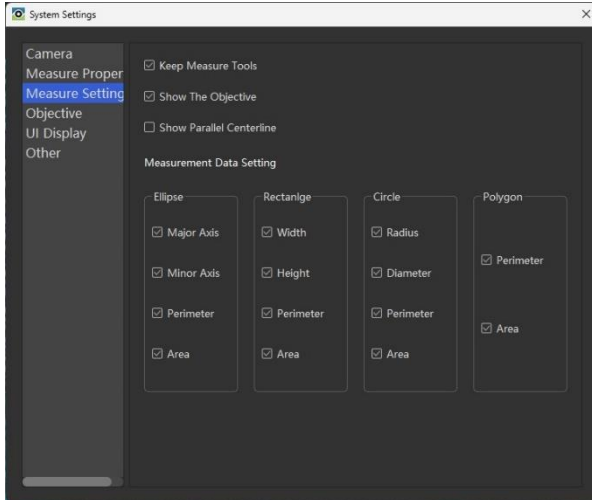 System Settings
Camera
Measure Proper
Measure Setting
Objective
UI Display
Other
Keep Measure Tools
Show The Objective
Show Parallel Centerline
Measurement Data Setting
Ellipse
Major Axis
Minor Axis
Perimeter
Area
Rectanlge
Width
Height
Perimeter
Area
Circle
Radius
Diameter
Perimeter
Area
Polygon
Perimeter
Area